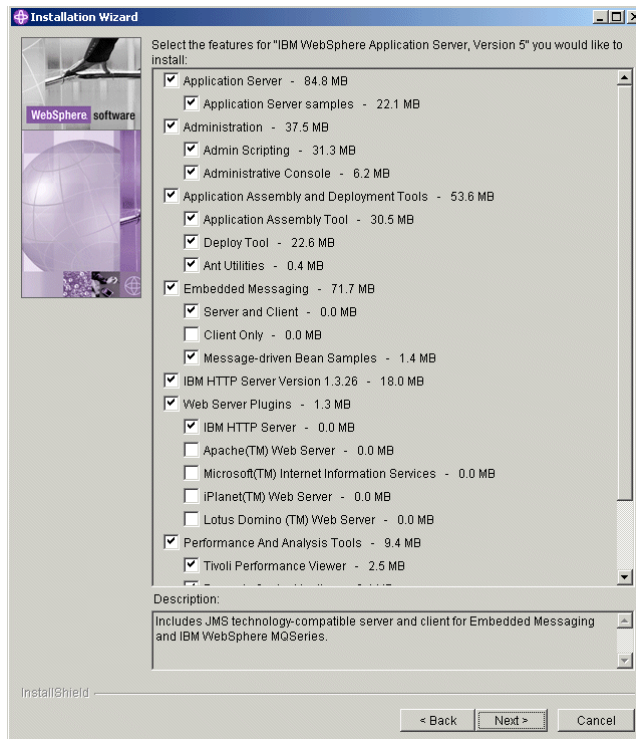 Installation Wizard
Select the features for "IBM WebSphere Application Server, Version 5" you would like to
install:
WebSphere software
Application Server - 84.8 MB
Application Server samples - 22.1 MB
Administration - 37.5 MB
Admin Scripting - 31.3 MB
Administrative Console - 6.2 MB
Application Assembly and Deployment Tools - 53.6 MB
Application Assembly Tool - 30.5 MB
Deploy Tool - 22.6 MB
Ant Utilities - 0.4 MB
Embedded Messaging - 71.7 MB
Server and Client - 0.0 MB
Client Only - 0.0 MB
Message-driven Bean Samples - 1.4 MB
IBM HTTP Server Version 1.3.26 - 18.0 MB
Web Server Plugins - 1.3 MB
IBM HTTP Server - 0.0 MB
Apache(TM) Web Server - 0.0 MB
Microsoft(TM) Internet Information Services - 0.0 MB
iPlanet(TM) Web Server - 0.0 MB
Lotus Domino (TM) Web Server - 0.0 MB
Performance And Analysis Tools - 9.4 MB
Tivoli Performance Viewer - 2.5 MB
Description:
Includes JMS technology-compatible server and client for Embedded Messaging
and IBM WebSphere MQSeries.
InstallShield
< Back
Next >
Cancel